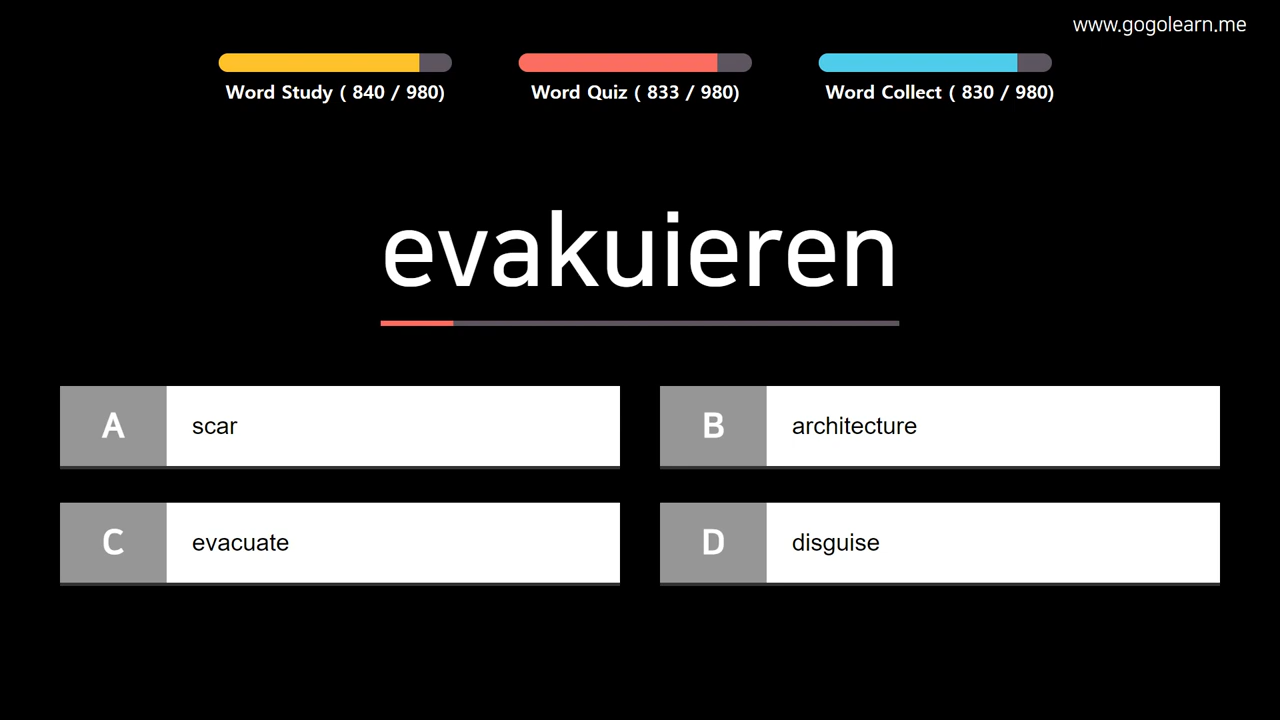 www.gogolearn.me
Word Study ( 840 / 980)
Word Quiz ( 833 / 980)
Word Collect ( 830 / 980)
evakuieren
A scar
B architecture
C evacuate
D disguise